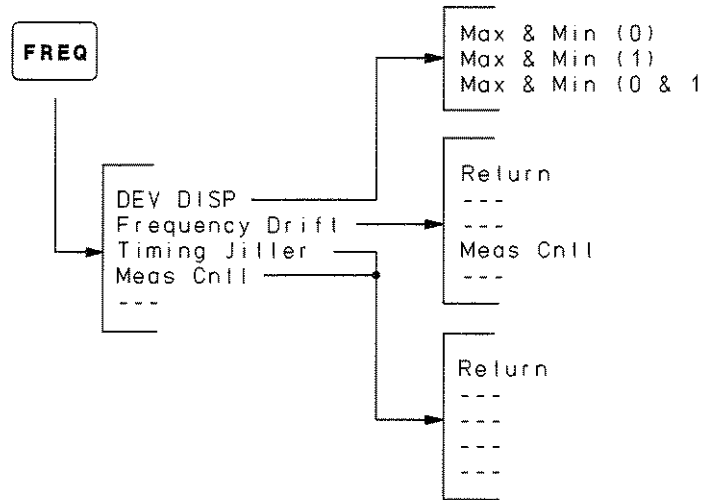 FREQ
DEV DISP
Frequency Drift
Timing Jitter
Meas Cntl
---
Max & Min (0)
Max & Min (1)
Max & Min (0 & 1
Return
---
---
Meas Cntl
---
Return
---
---
---
---